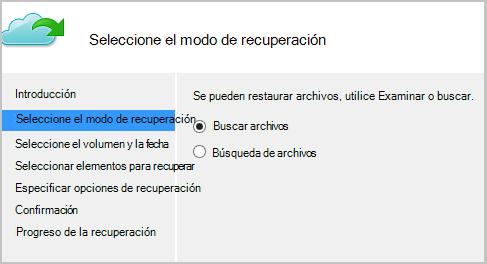 Seleccione el modo de recuperación
Introducción
Seleccione el modo de recuperación
Seleccione el volumen y la fecha
Seleccionar elementos para recuperar
Especificar opciones de recuperación
Confirmación
Progreso de la recuperación
Se pueden restaurar archivos, utilice Examinar o buscar.
Buscar archivos
Búsqueda de archivos